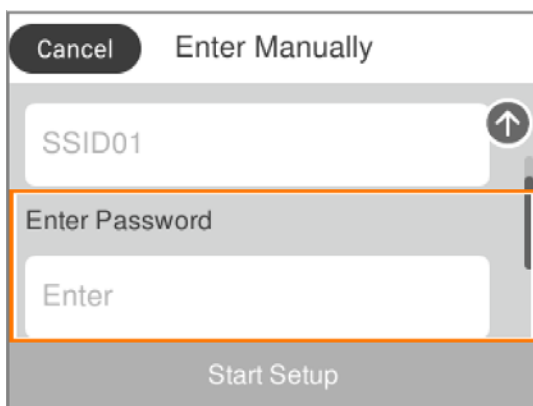 Cancel Enter Manually
SSID01
Enter Password
Enter
Start Setup